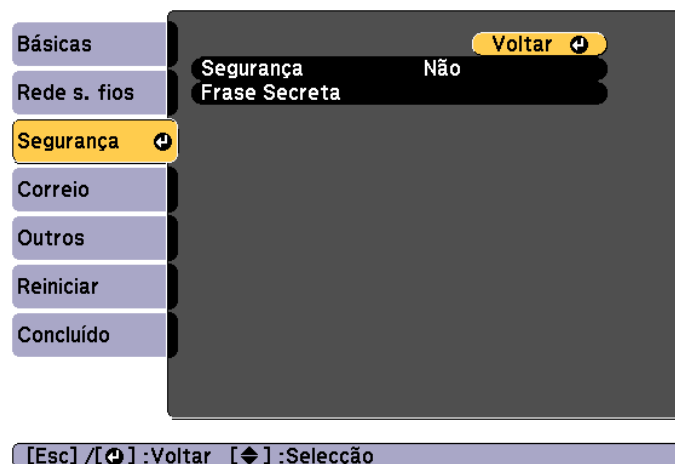 Básicas
Rede s. fios
Segurança
Correio
Outros
Reiniciar
Concluído
Voltar
Segurança Não
Frase Secreta
[Esc] /[ ] :Voltar [ ] :Selecção